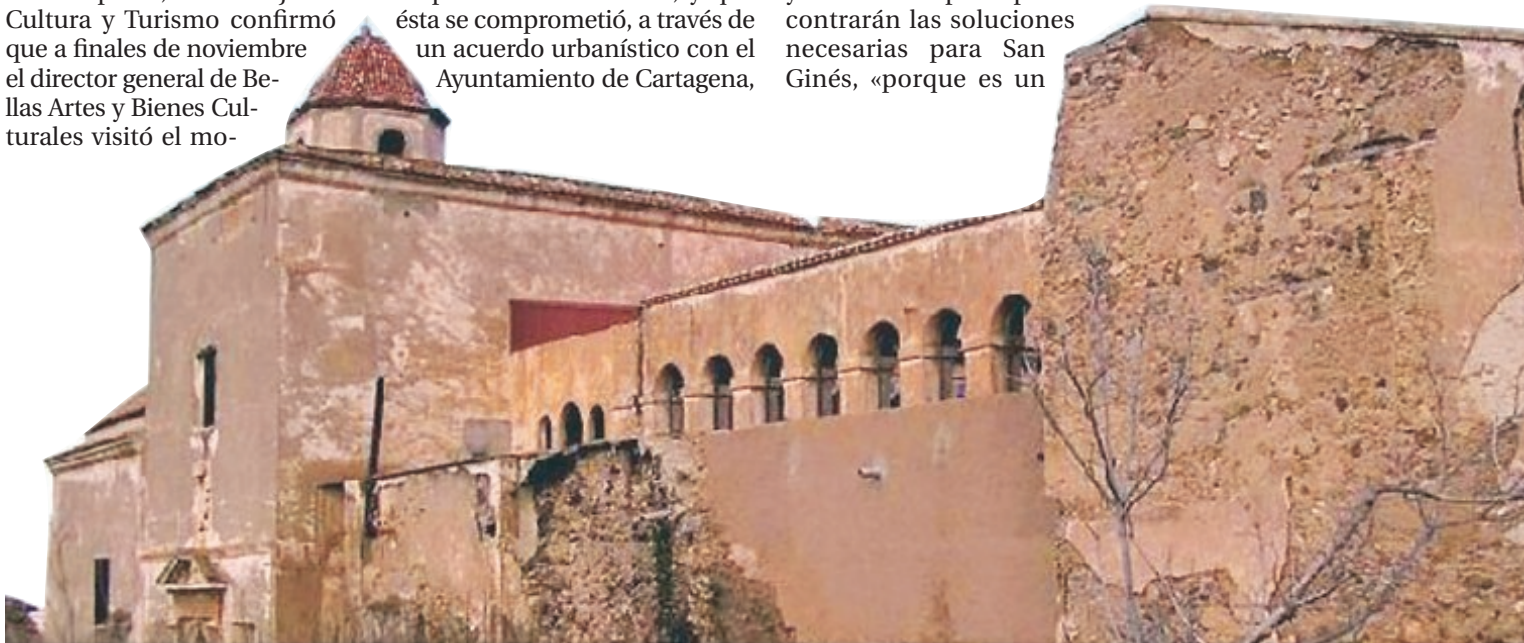 Cultura y Turismo confirmó
que a finales de noviembre
el director general de Be-
llas Artes y Bienes Cul-
turales visitó el mo-
ésta se comprometió, a través de
un acuerdo urbanístico con el
Ayuntamiento de Cartagena,
contrarán las soluciones
necesarias para San
Ginés, «porque es un